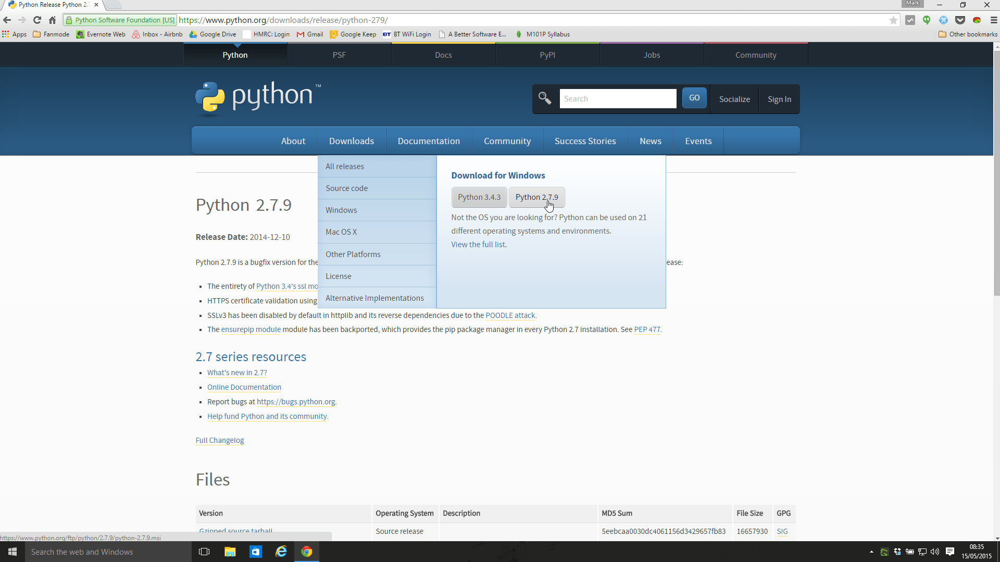 Python Release Python 2.7
Mark
Python Software Foundation [US]
https://www.python.org/downloads/release/python-279/
Apps
Fanmode
Evernote Web
Inbox - Airbnb
Google Drive
HMRC: Login
Gmail
Google Keep
BT BT WiFi Login
A Better Software E...
M101P Syllabus
Other bookmarks
Python
PSF
Docs
PyPI
Jobs
Community
python™
Search
GO
Socialize
Sign In
About
Downloads
Documentation
Community
Success Stories
News
Events
All releases
Source code
Windows
Mac OS X
Other Platforms
License
Alternative Implementations
Download for Windows
Python 3.4.3
Python 2.7.9
Not the OS you are looking for? Python can be used on 21
different operating systems and environments.
View the full list.
Python 2.7.9
Release Date: 2014-12-10
Python 2.7.9 is a bugfix version for the
ease:
The entirety of Python 3.4's ssl mo
HTTPS certificate validation using
SSLv3 has been disabled by default in httplib and its reverse dependencies due to the POODLE attack.
The ensurepip module module has been backported, which provides the pip package manager in every Python 2.7 installation. See PEP 477.
2.7 series resources
What's new in 2.7?
Online Documentation
Report bugs at https://bugs.python.org.
Help fund Python and its community.
Full Changelog
Files
Version
Operating System
Description
MD5 Sum
File Size
GPG
Gzipped source tarball
Source release
5eebcaa0030dc4061156d3429657fb83
16657930
SIG
https://www.python.org/ftp/python/2.7.9/python-2.7.9.msi
Search the web and Windows
08:35
15/05/2015